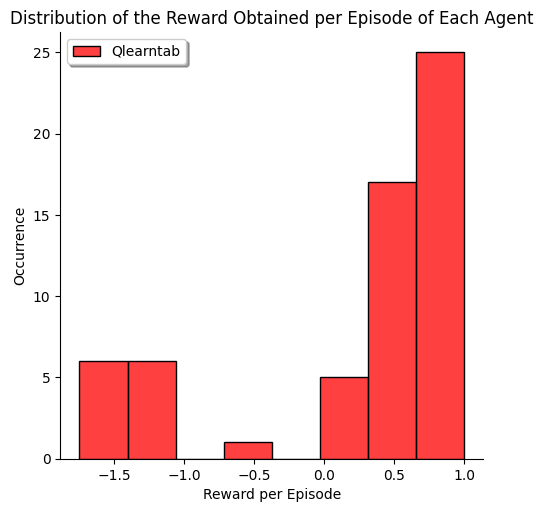 Distribution of the Reward Obtained per Episode of Each Agent
Qlearntab
25
20
15
10
5
0
Occurrence
−1.5 −1.0 −0.5 0.0 0.5 1.0
Reward per Episode